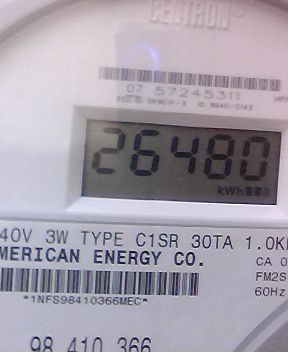 CENTRON®
07 57245311
26480
kWh
40V 3W TYPE C1SR 30TA 1.0K
MERICAN ENERGY CO.
CA 0
FM2S
60Hz
*1NFS98410366MEC*
98 410 366